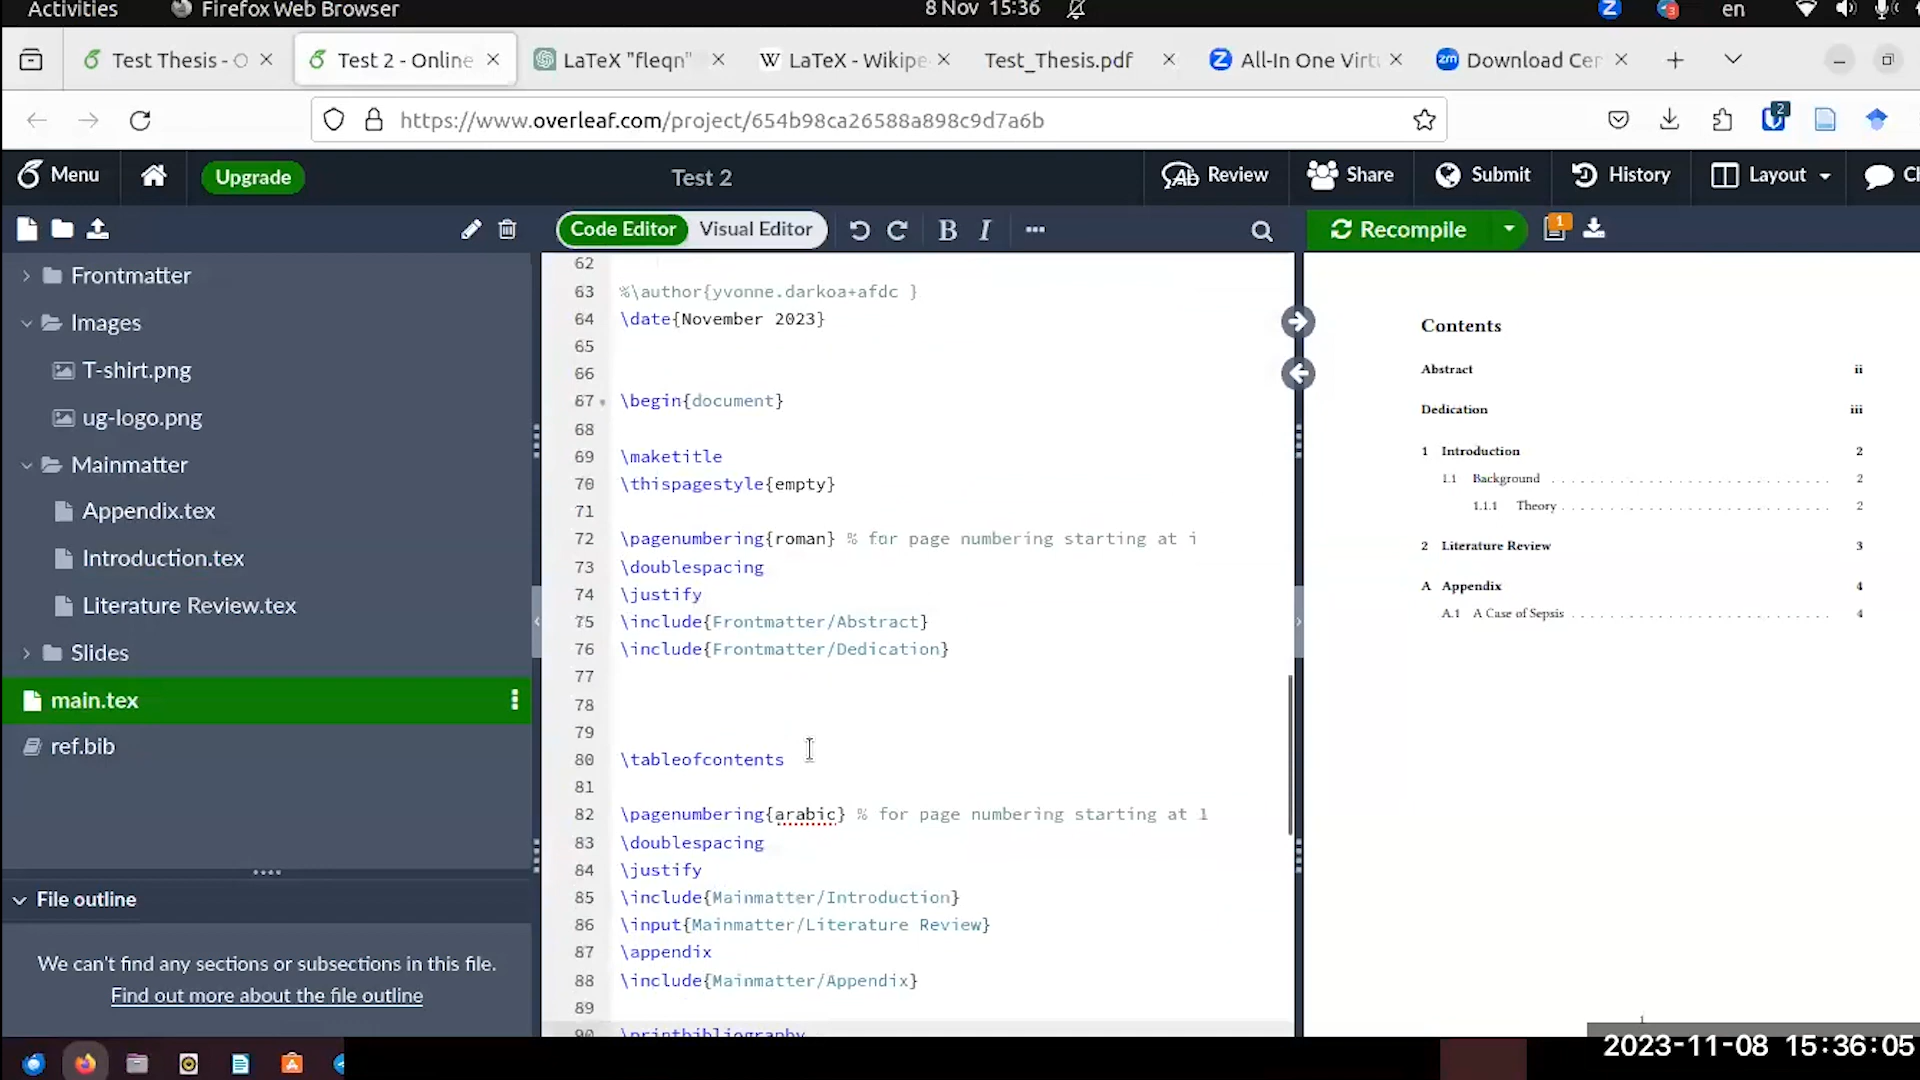 Activities Firefox Web Browser 8 Nov 15:36 en
Test Thesis - O Test 2 - Online LaTeX "fleqn" LaTeX - Wikipe Test_Thesis.pdf All-In One Virtu Download Cen
https://www.overleaf.com/project/654b98ca26588a898c9d7a6b 2
Menu Upgrade Test 2 Review Share Submit History Layout Ch
Code Editor Visual Editor B I Recompile 1
Frontmatter
Images
T-shirt.png
ug-logo.png
Mainmatter
Appendix.tex
Introduction.tex
Literature Review.tex
Slides
main.tex
ref.bib
File outline
We can't find any sections or subsections in this file.
Find out more about the file outline
62
63 %\author{yvonne.darkoa+afdc }
64 \date{November 2023}
65
66
67 \begin{document}
68
69 \maketitle
70 \thispagestyle{empty}
71
72 \pagenumbering{roman} % for page numbering starting at i
73 \doublespacing
74 \justify
75 \include{Frontmatter/Abstract}
76 \include{Frontmatter/Dedication}
77
78
79
80 \tableofcontents
81
82 \pagenumbering{arabic} % for page numbering starting at 1
83 \doublespacing
84 \justify
85 \include{Mainmatter/Introduction}
86 \input{Mainmatter/Literature Review}
87 \appendix
88 \include{Mainmatter/Appendix}
89
90 \printbibliography
Contents
Abstract ii
Dedication iii
1 Introduction 2
1.1 Background 2
1.1.1 Theory 2
2 Literature Review 3
A Appendix 4
A.1 A Case of Sepsis 4
1
2023-11-08 15:36:05